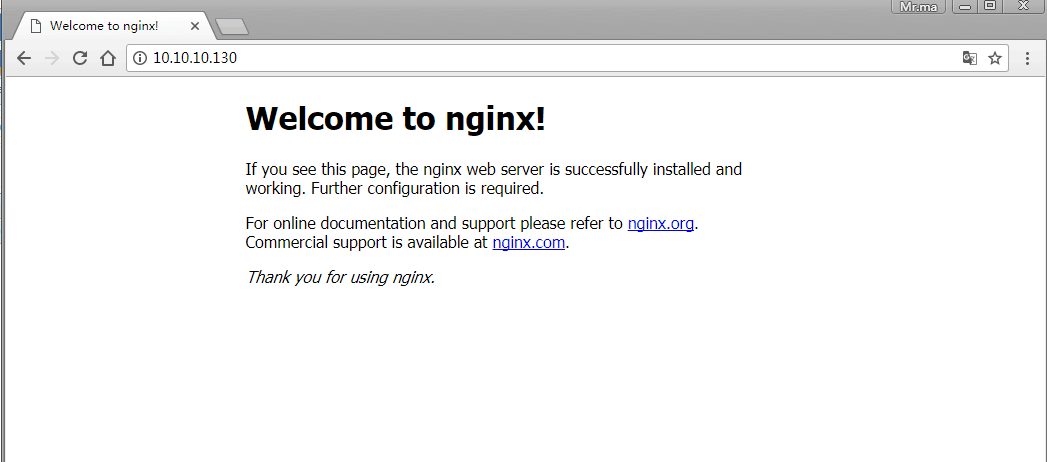 Mr.ma
Welcome to nginx!
10.10.10.130
Welcome to nginx!
If you see this page, the nginx web server is successfully installed and
working. Further configuration is required.
For online documentation and support please refer to nginx.org.
Commercial support is available at nginx.com.
Thank you for using nginx.